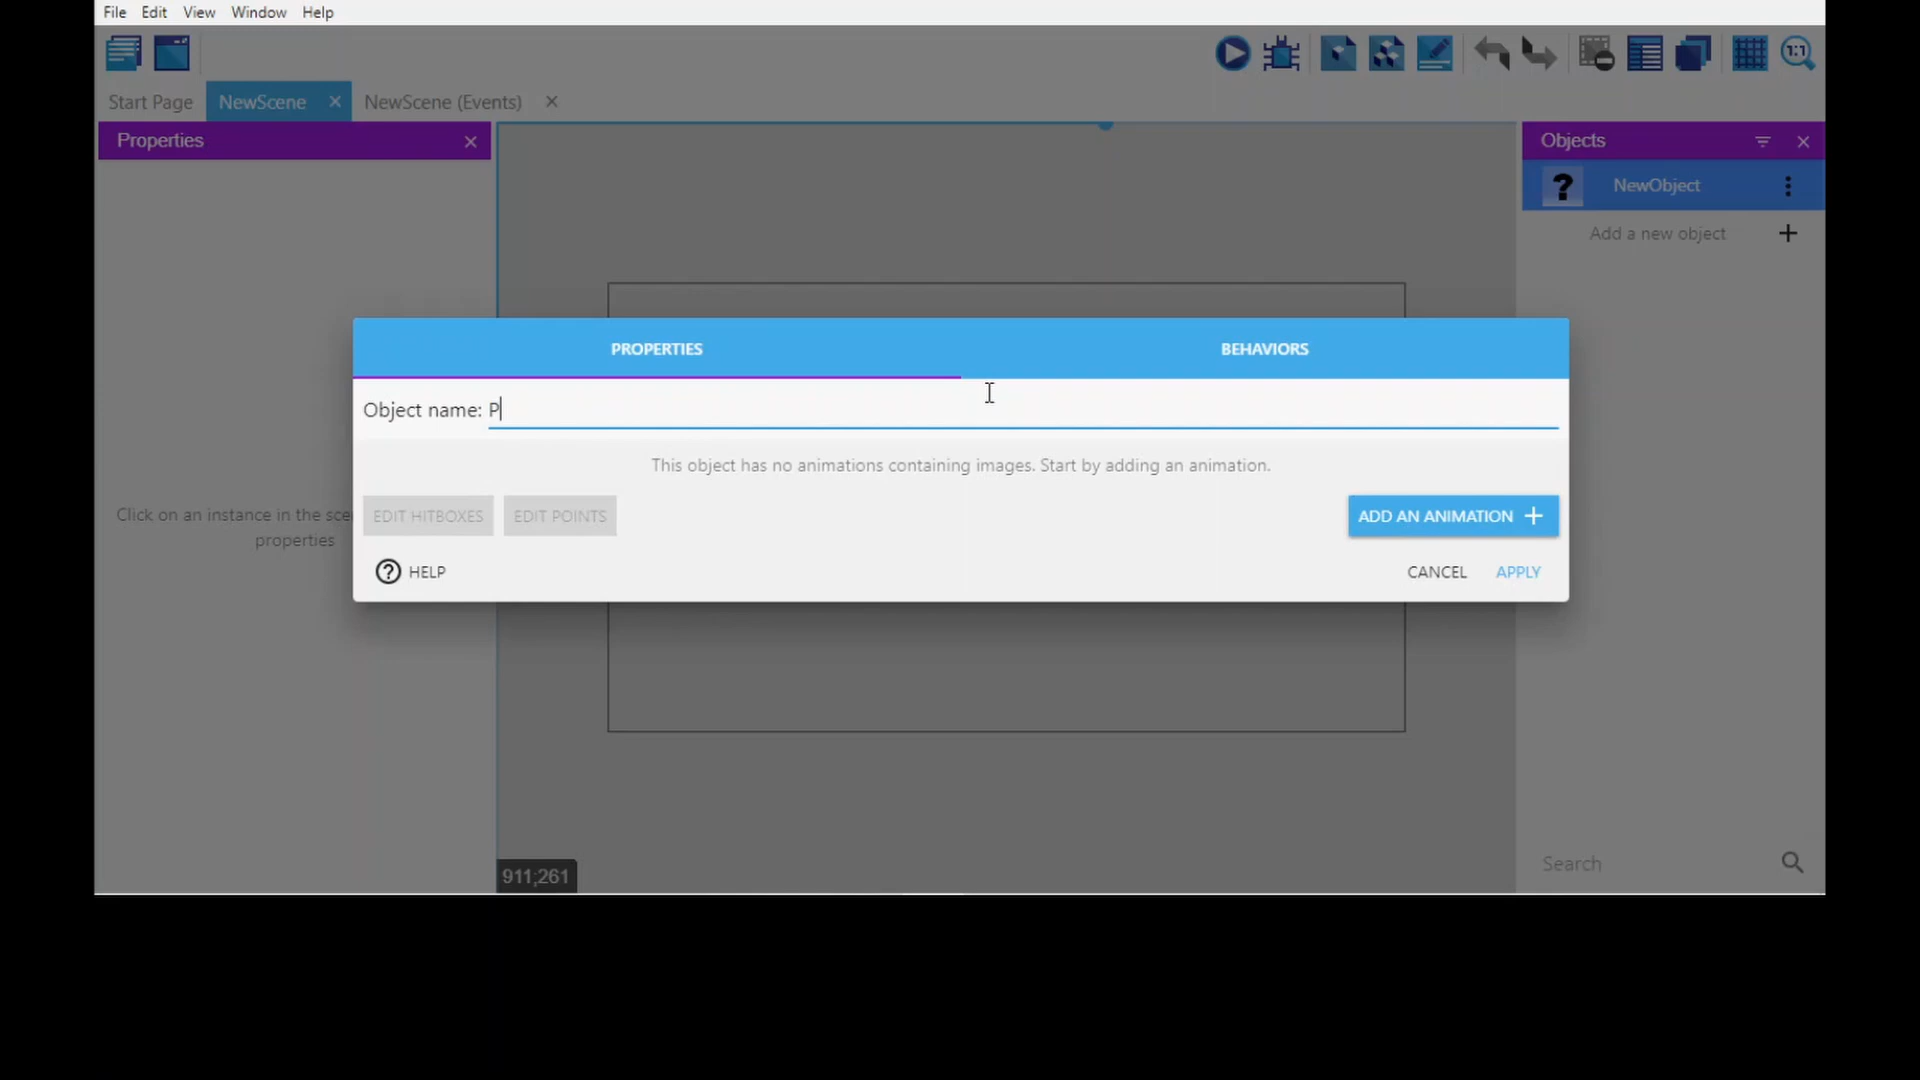 File Edit View Window Help
1:1
Start Page NewScene × NewScene (Events) ×
Properties ×
Objects ×
? NewObject
Add a new object +
PROPERTIES BEHAVIORS
Object name: P
This object has no animations containing images. Start by adding an animation.
Click on an instance in the sce
properties
EDIT HITBOXES EDIT POINTS ADD AN ANIMATION +
? HELP CANCEL APPLY
Search
911;261